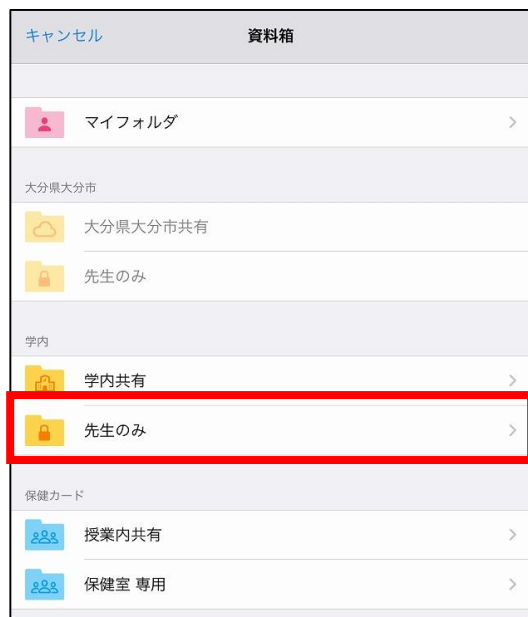 キャンセル 資料箱
マイフォルダ
大分県大分市
大分県大分市共有
先生のみ
学内
学内共有
先生のみ
保健カード
授業内共有
保健室 専用